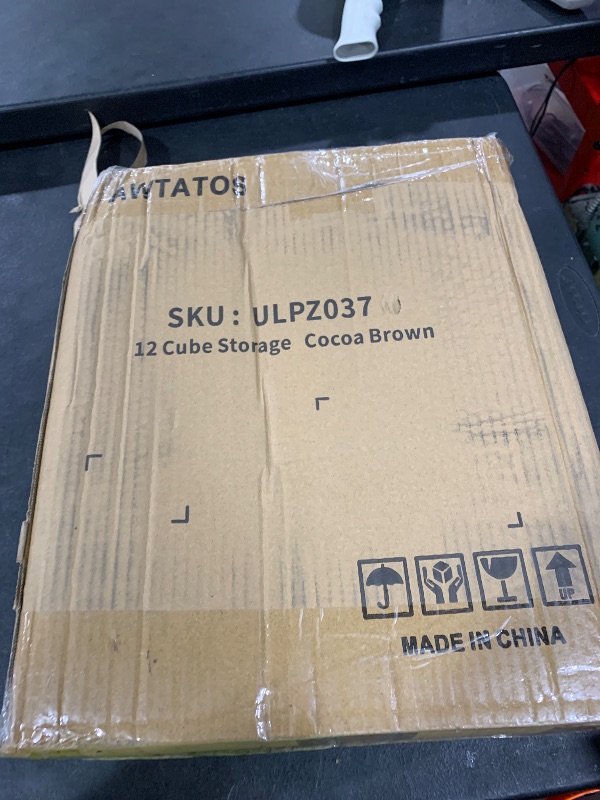 AWTATOS
SKU: ULPZ037
12 Cube Storage Cocoa Brown
UP
MADE IN CHINA